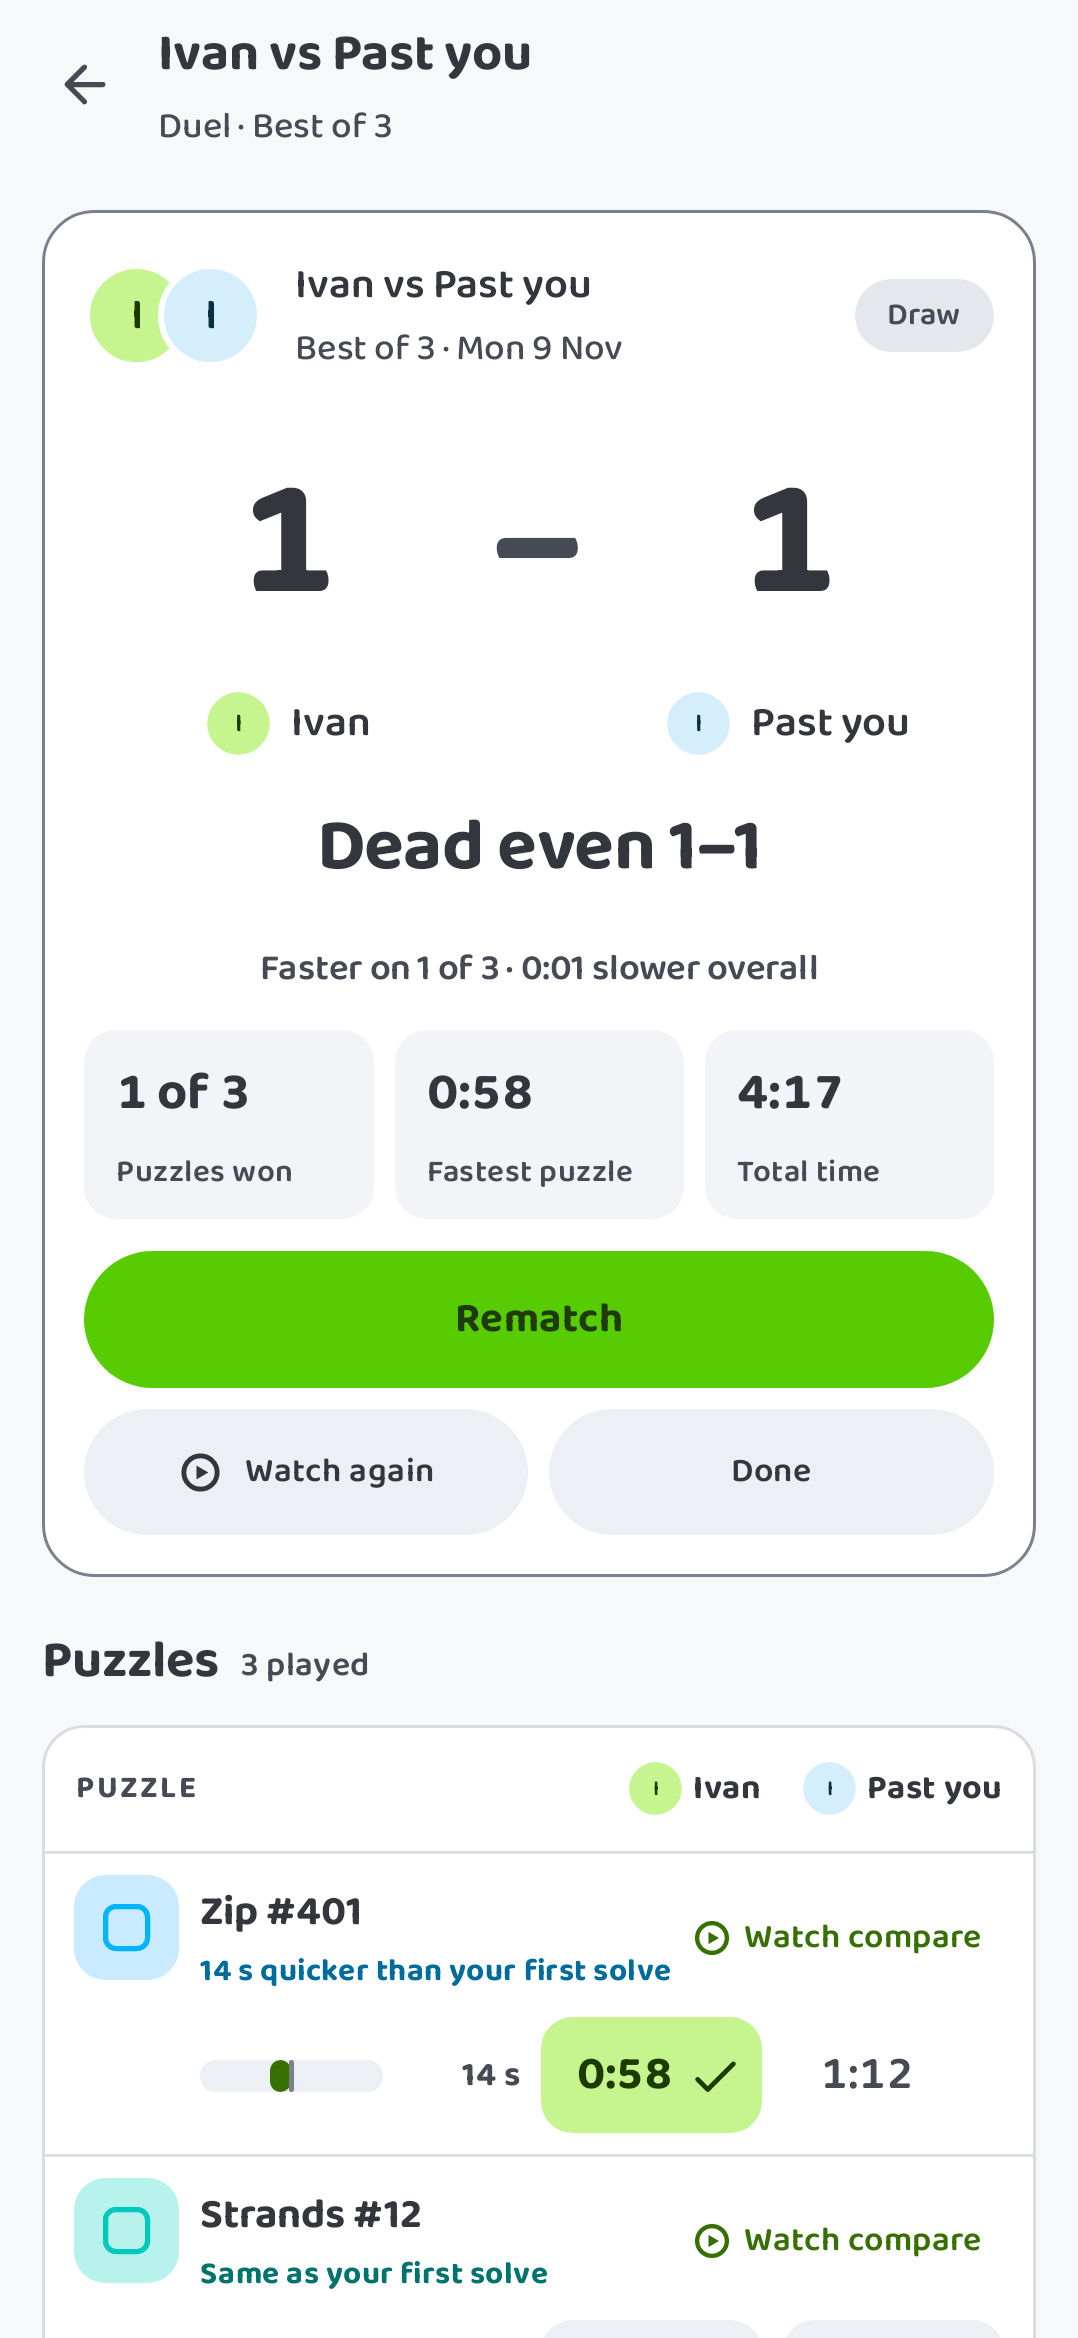 Ivan vs Past you
Duel · Best of 3
I I
Ivan vs Past you
Best of 3 · Mon 9 Nov
Draw
1 – 1
I Ivan
I Past you
Dead even 1–1
Faster on 1 of 3 · 0:01 slower overall
1 of 3
Puzzles won
0:58
Fastest puzzle
4:17
Total time
Rematch
Watch again
Done
Puzzles 3 played
PUZZLE
I Ivan
I Past you
Zip #401
14 s quicker than your first solve
Watch compare
14 s
0:58
1:12
Strands #12
Same as your first solve
Watch compare